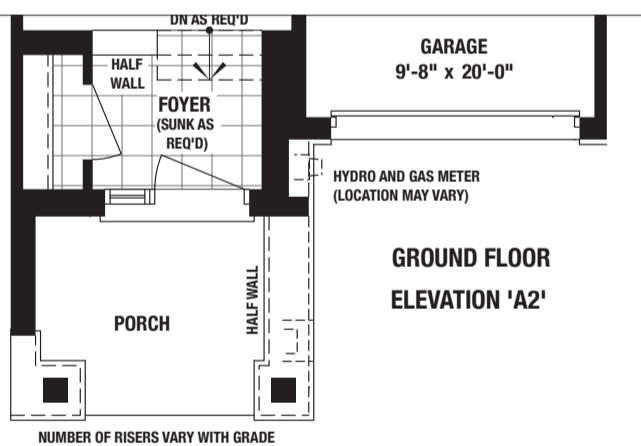 DN AS REQ'D
HALF
WALL
FOYER
(SUNK AS
REQ'D)
GARAGE
9'-8" x 20'-0"
HYDRO AND GAS METER
(LOCATION MAY VARY)
GROUND FLOOR
ELEVATION 'A2'
PORCH
HALF WALL
NUMBER OF RISERS VARY WITH GRADE